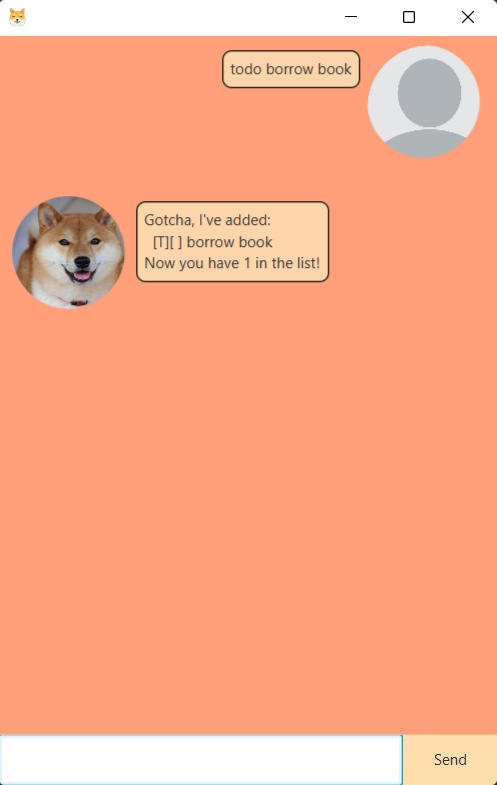 todo borrow book
Gotcha, I've added:
[T][ ] borrow book
Now you have 1 in the list!
Send